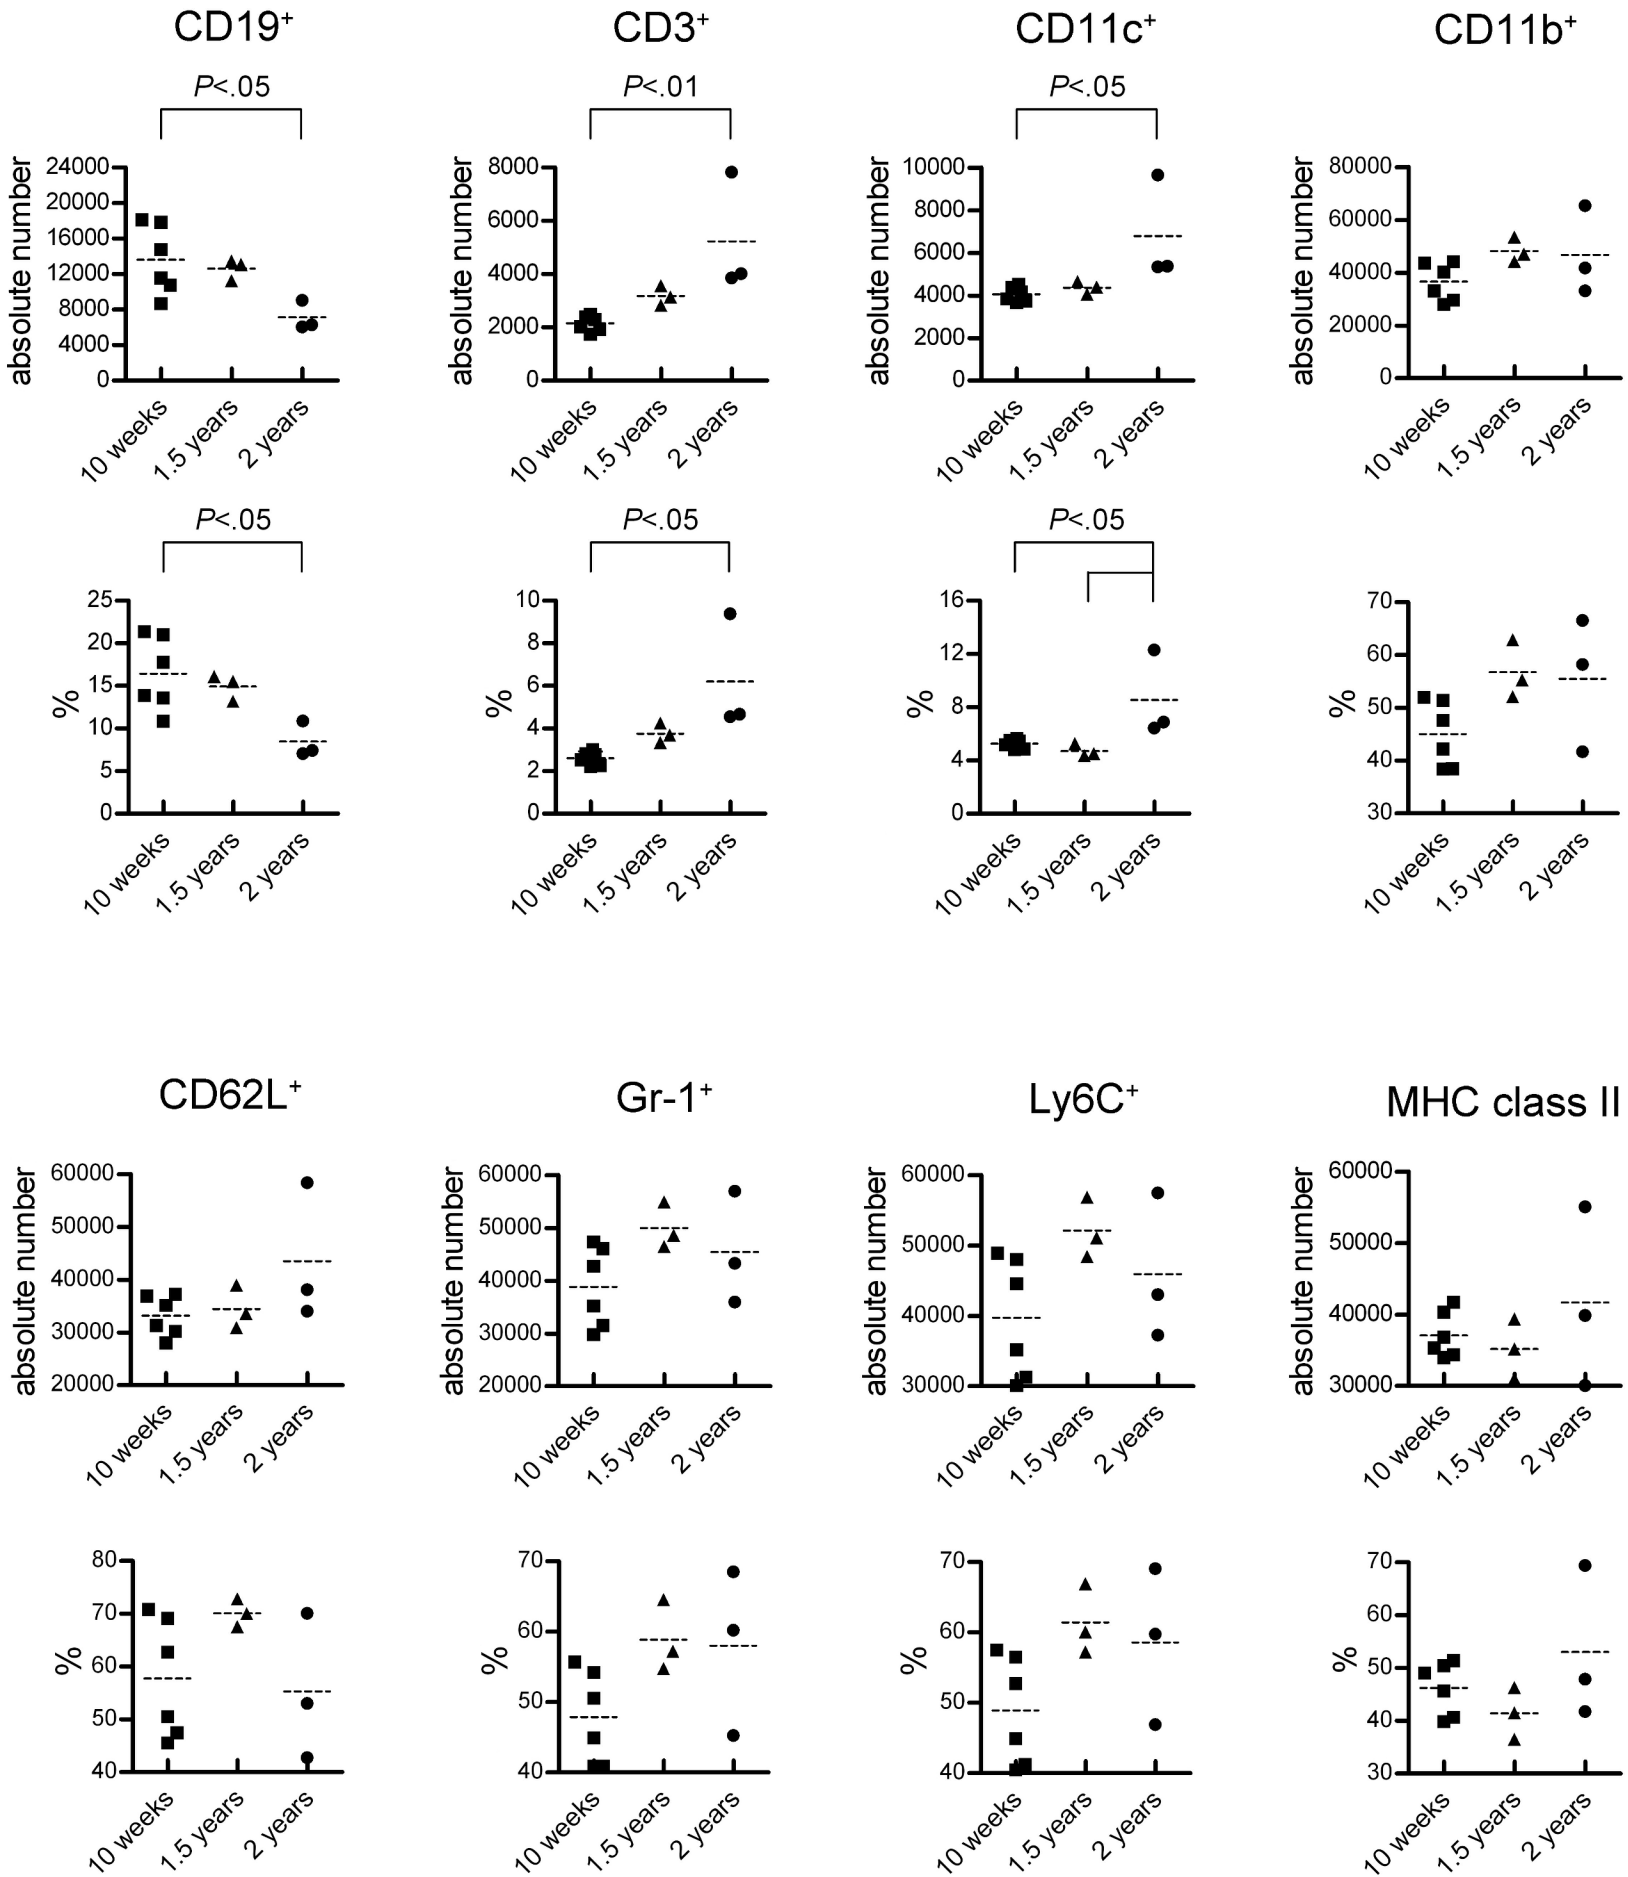 CD19⁺
CD3⁺
CD11c⁺
CD11b⁺
P<.05
P<.01
P<.05
absolute number
24000
20000
16000
12000
8000
4000
0
10 weeks
1.5 years
2 years
absolute number
8000
6000
4000
2000
0
10 weeks
1.5 years
2 years
absolute number
10000
8000
6000
4000
2000
0
10 weeks
1.5 years
2 years
absolute number
80000
60000
40000
20000
0
10 weeks
1.5 years
2 years
P<.05
P<.05
P<.05
%
25
20
15
10
5
0
10 weeks
1.5 years
2 years
%
10
8
6
4
2
0
10 weeks
1.5 years
2 years
%
16
12
8
4
0
10 weeks
1.5 years
2 years
%
70
60
50
40
30
10 weeks
1.5 years
2 years
CD62L⁺
Gr-1⁺
Ly6C⁺
MHC class II
absolute number
60000
50000
40000
30000
20000
10 weeks
1.5 years
2 years
absolute number
60000
50000
40000
30000
20000
10 weeks
1.5 years
2 years
absolute number
60000
50000
40000
30000
10 weeks
1.5 years
2 years
absolute number
60000
50000
40000
30000
10 weeks
1.5 years
2 years
%
80
70
60
50
40
10 weeks
1.5 years
2 years
%
70
60
50
40
10 weeks
1.5 years
2 years
%
70
60
50
40
10 weeks
1.5 years
2 years
%
70
60
50
40
30
10 weeks
1.5 years
2 years